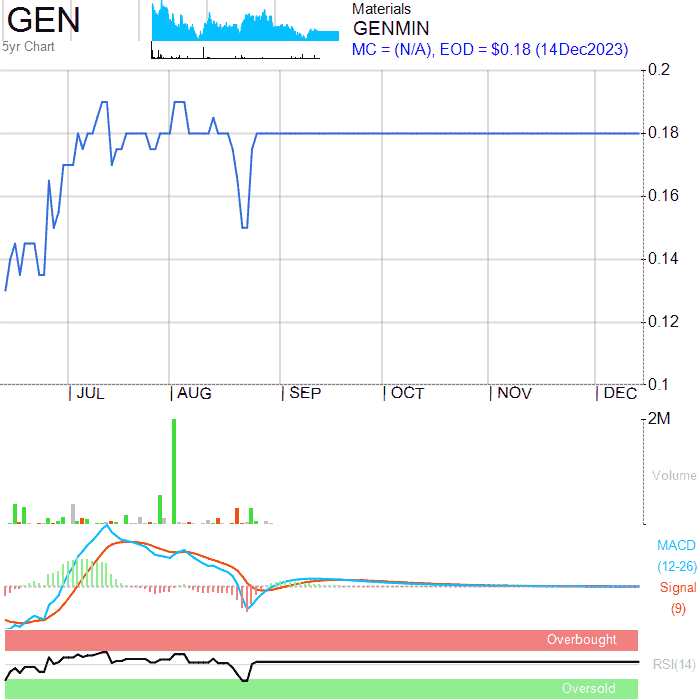 GEN
5yr Chart
Materials
GENMIN
MC = (N/A), EOD = $0.18 (14Dec2023)
0.2
0.18
0.16
0.14
0.12
0.1
JUL AUG SEP OCT NOV DEC
2M
Volume
MACD
(12-26)
Signal
(9)
Overbought
RSI(14)
Oversold